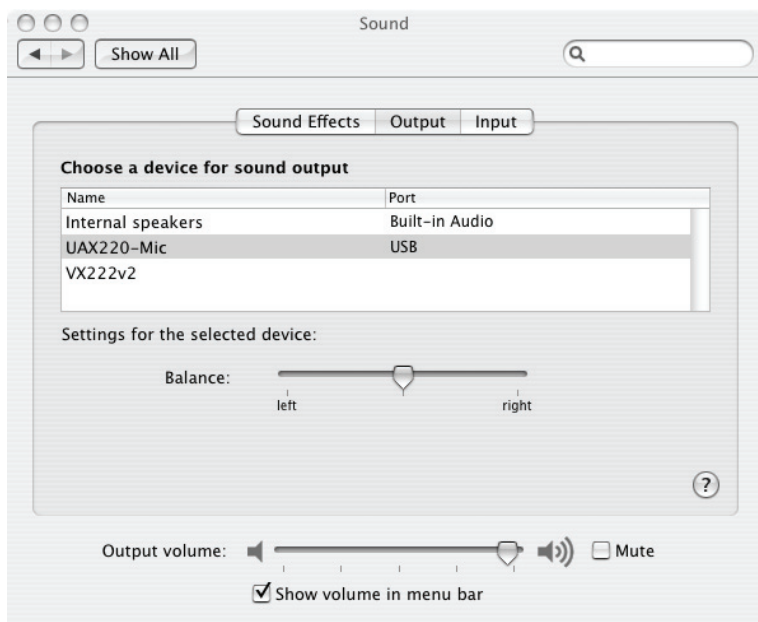 Sound
Show All
Sound Effects Output Input
Choose a device for sound output
Name Port
Internal speakers Built-in Audio
UAX220-Mic USB
VX222v2
Settings for the selected device:
Balance:
left right
?
Output volume: Mute
Show volume in menu bar